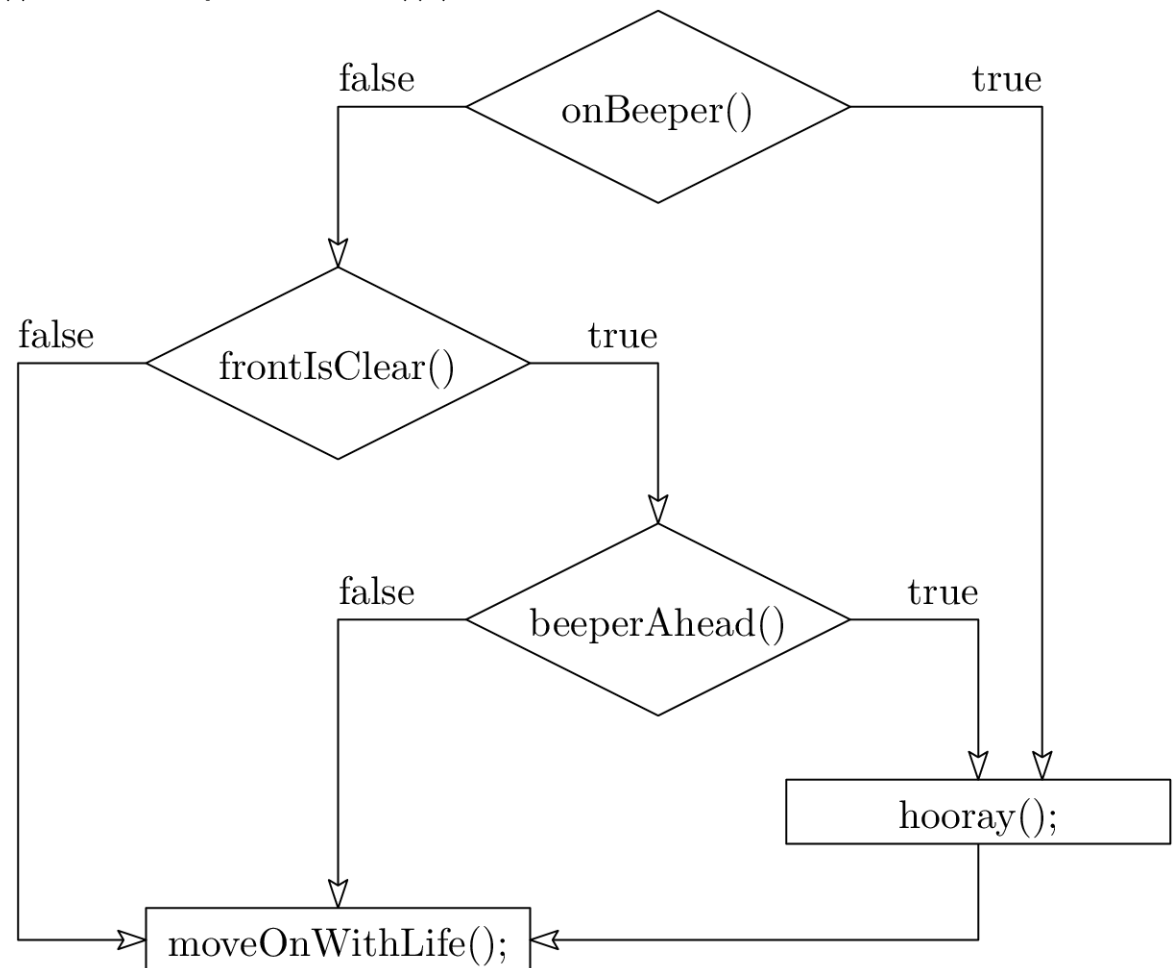 false
true
onBeeper()
false
true
frontIsClear()
false
true
beeperAhead()
hooray();
moveOnWithLife();